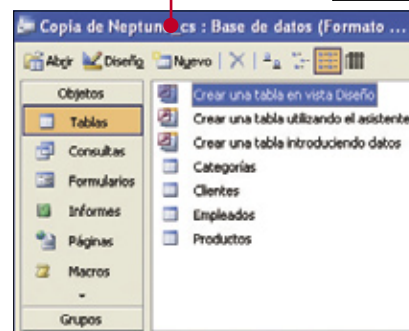 Copia de Neptuno_cs : Base de datos (Formato ...
Abrir Diseño Nuevo
Objetos
Tablas
Consultas
Formularios
Informes
Páginas
Macros
Grupos
Crear una tabla en vista Diseño
Crear una tabla utilizando el asistente
Crear una tabla introduciendo datos
Categorías
Clientes
Empleados
Productos